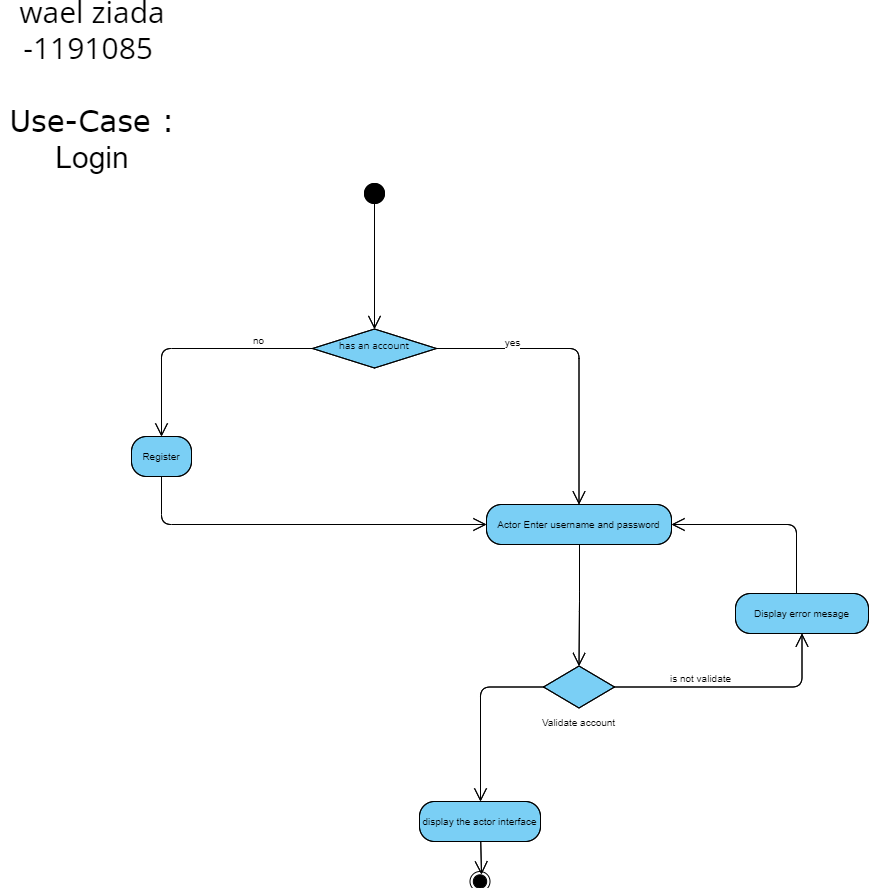 wael ziada
-1191085
Use-Case :
Login
has an account
no
yes
Register
Actor Enter username and password
Display error mesage
is not validate
Validate account
display the actor interface